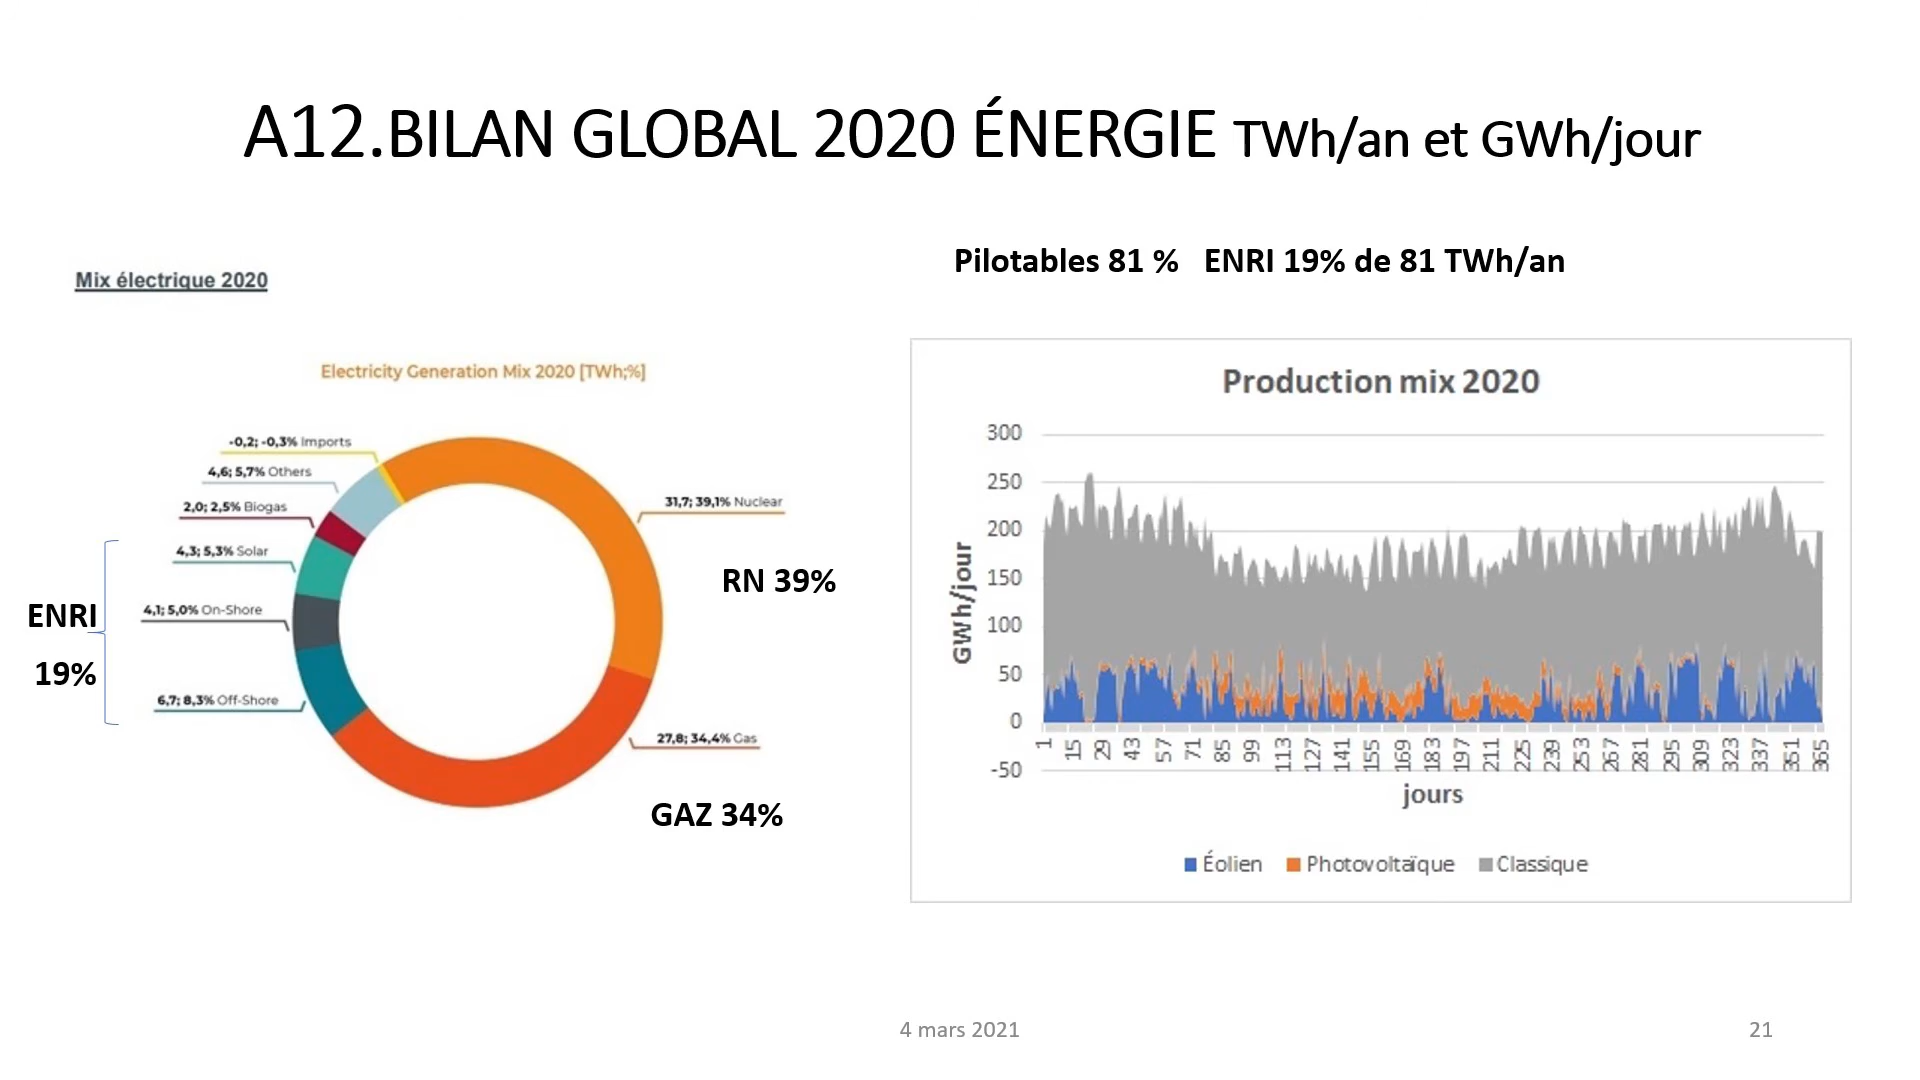 A12.BILAN GLOBAL 2020 ÉNERGIE TWh/an et GWh/jour
Mix électrique 2020
Electricity Generation Mix 2020 [TWh;%]
-0,2; -0,3% Imports
4,6; 5,7% Others
2,0; 2,5% Biogas
4,3; 5,3% Solar
4,1; 5,0% On-Shore
6,7; 8,3% Off-Shore
31,7; 39,1% Nuclear
27,8; 34,4% Gas
ENRI
19%
RN 39%
GAZ 34%
Pilotables 81 % ENRI 19% de 81 TWh/an
Production mix 2020
GWh/jour
300
250
200
150
100
50
0
-50
1 15 29 43 57 71 85 99 113 127 141 155 169 183 197 211 225 239 253 267 281 295 309 323 337 351 365
jours
Éolien Photovoltaïque Classique
4 mars 2021
21